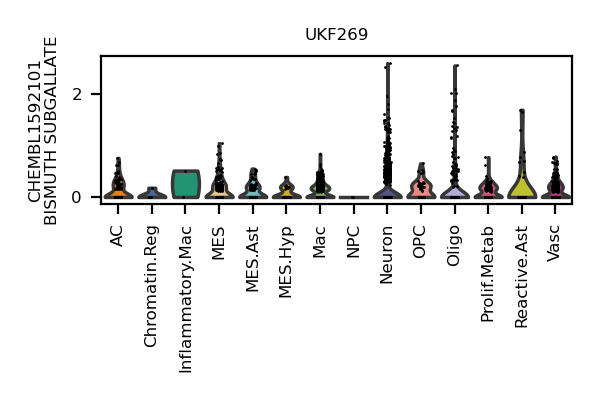 UKF269
CHEMBL1592101
BISMUTH SUBGALLATE
2
0
AC
Chromatin.Reg
Inflammatory.Mac
MES
MES.Ast
MES.Hyp
Mac
NPC
Neuron
OPC
Oligo
Prolif.Metab
Reactive.Ast
Vasc